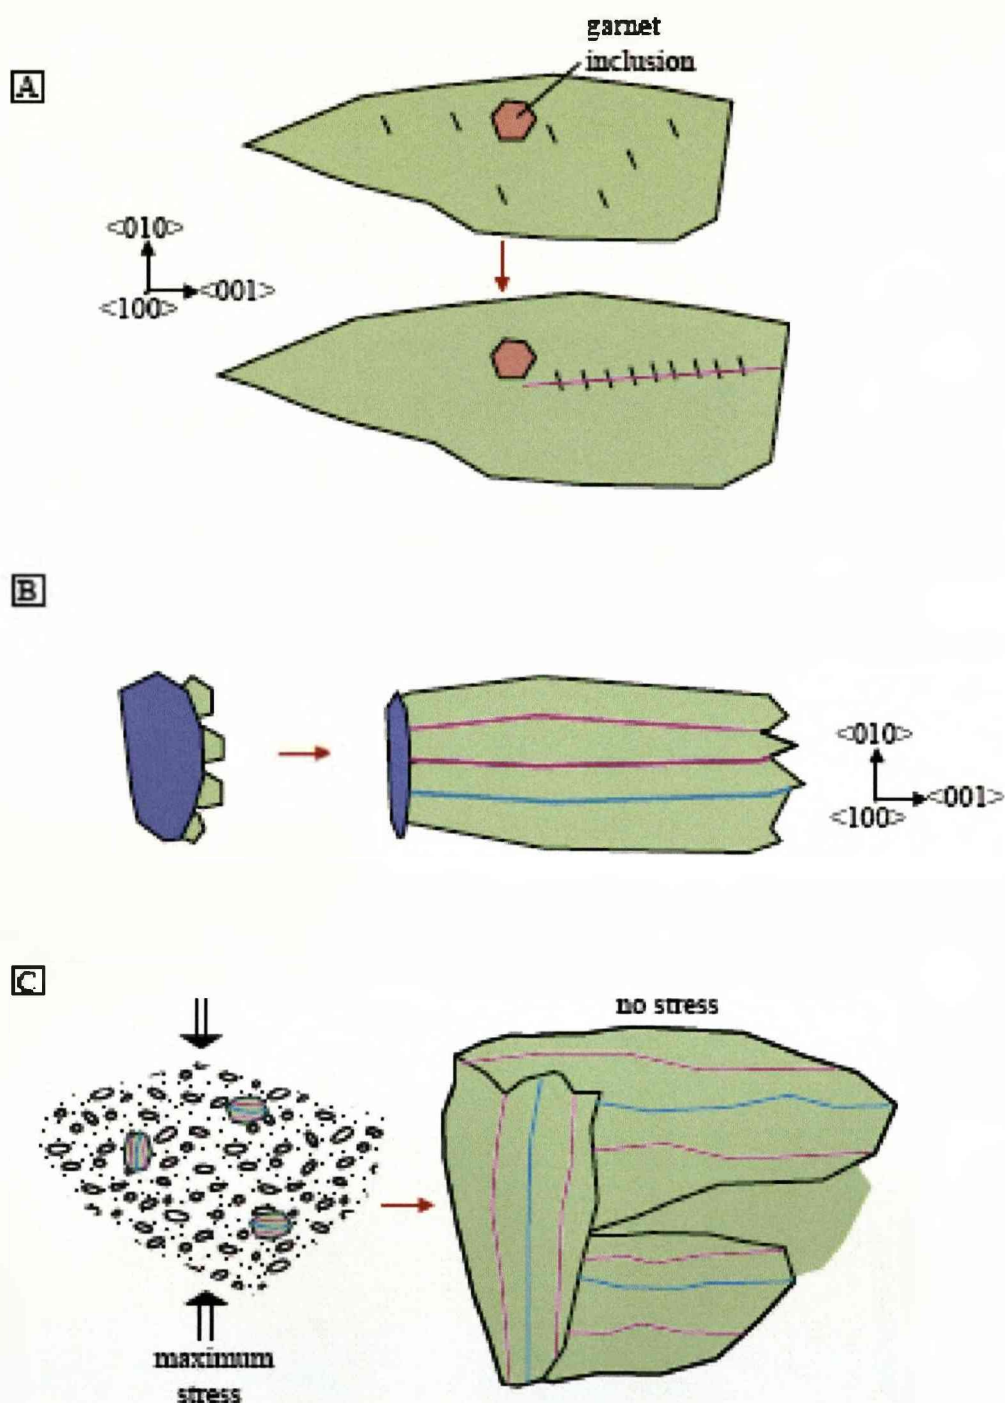 garnet
inclusion
A
<010>
<001>
<100>
B
<010>
<001>
<100>
C
no stress
maximum
stress